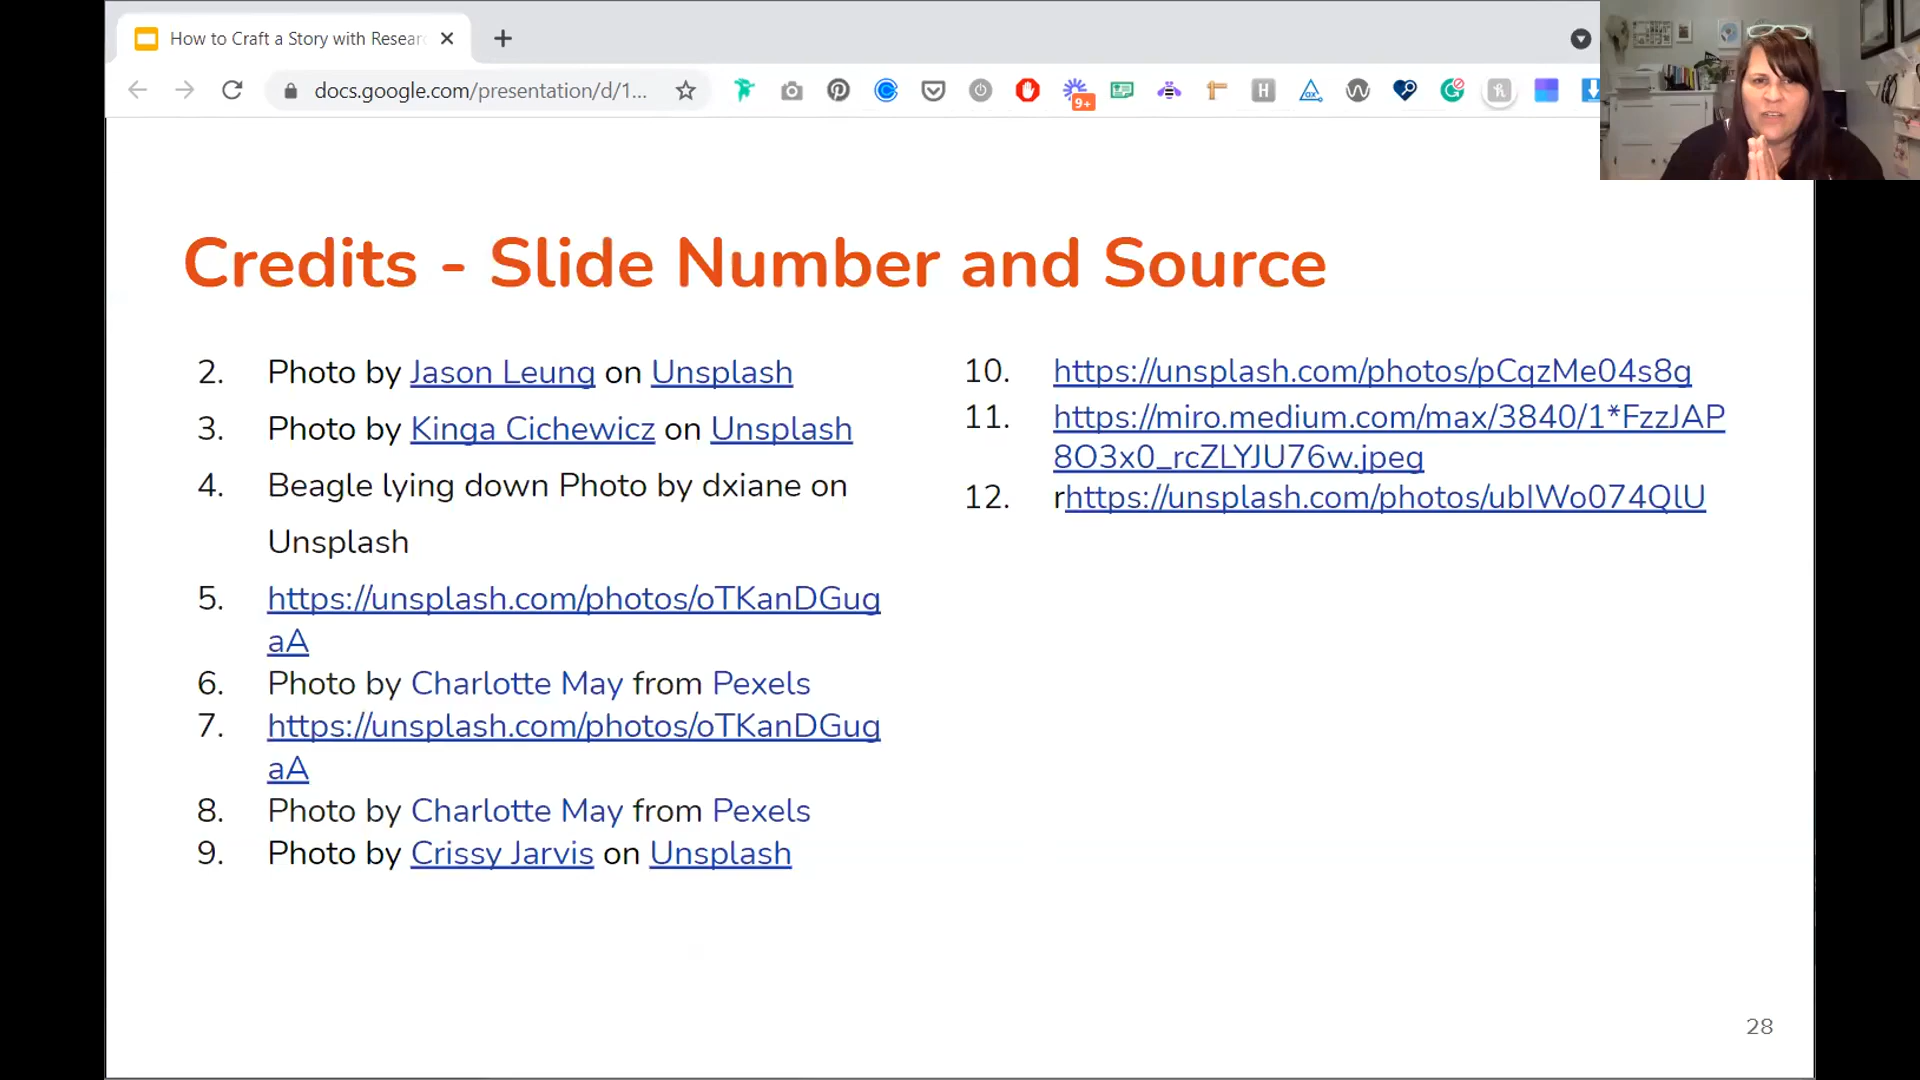 How to Craft a Story with Resear
docs.google.com/presentation/d/1...
9+
H
Credits - Slide Number and Source
2. Photo by Jason Leung on Unsplash
3. Photo by Kinga Cichewicz on Unsplash
4. Beagle lying down Photo by dxiane on
Unsplash
5. https://unsplash.com/photos/oTKanDGug
aA
6. Photo by Charlotte May from Pexels
7. https://unsplash.com/photos/oTKanDGug
aA
8. Photo by Charlotte May from Pexels
9. Photo by Crissy Jarvis on Unsplash
10. https://unsplash.com/photos/pCqzMe04s8g
11. https://miro.medium.com/max/3840/1*FzzJAP
8O3x0_rcZLYJU76w.jpeg
12. rhttps://unsplash.com/photos/ubIWo074QlU
28